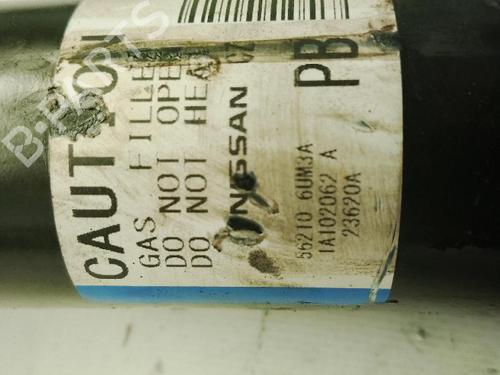 CAUTION
GAS FILLE
DO NOT OPE
DO NOT HEA
NISSAN
PB
56210 6UM3A
1A102062 A
23620A
B-PARTS